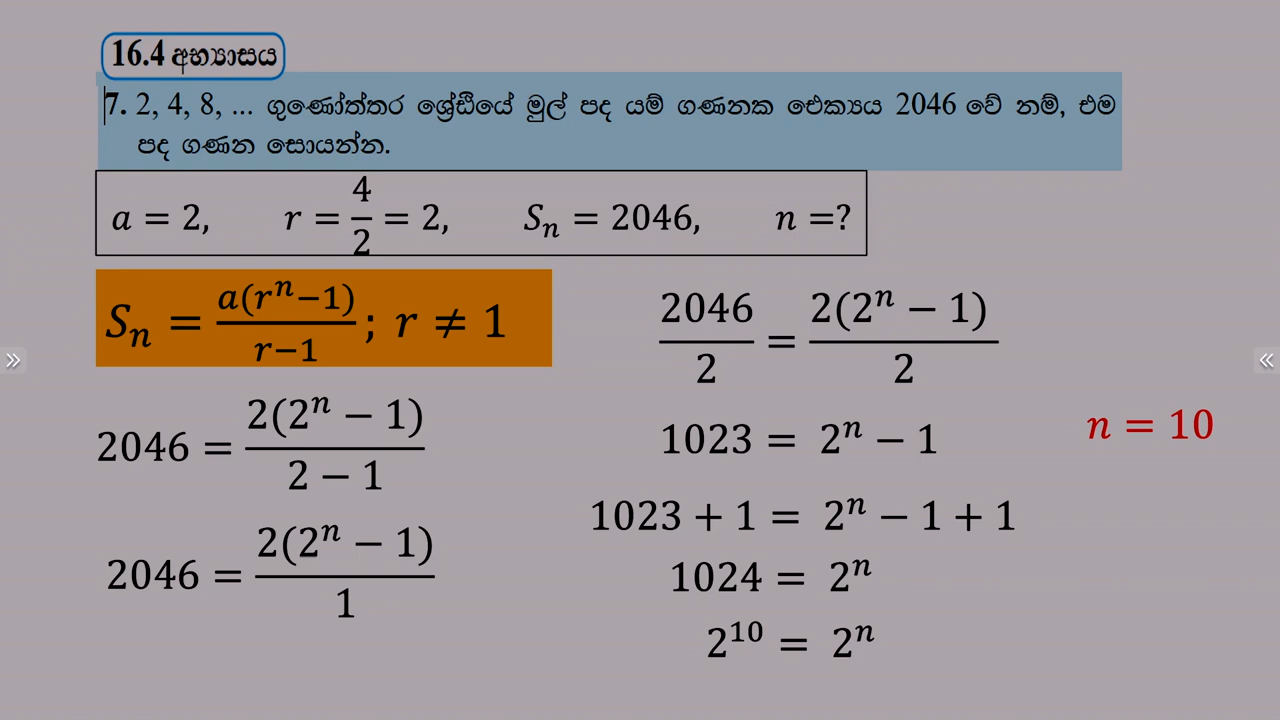 16.4 අභ්‍යාසය
7. 2, 4, 8, ... ගුණෝත්තර ශ්‍රේඪියේ මුල් පද යම් ගණනක ඓක්‍යය 2046 වේ නම්, එම
පද ගණන සොයන්න.
a = 2, r = 4/2 = 2, Sₙ = 2046, n =?
Sₙ = a(rⁿ−1)/(r−1) ; r ≠ 1
2046 = 2(2ⁿ − 1)/(2 − 1)
2046 = 2(2ⁿ − 1)/1
2046/2 = 2(2ⁿ − 1)/2
1023 = 2ⁿ − 1
1023 + 1 = 2ⁿ − 1 + 1
1024 = 2ⁿ
2¹⁰ = 2ⁿ
n = 10